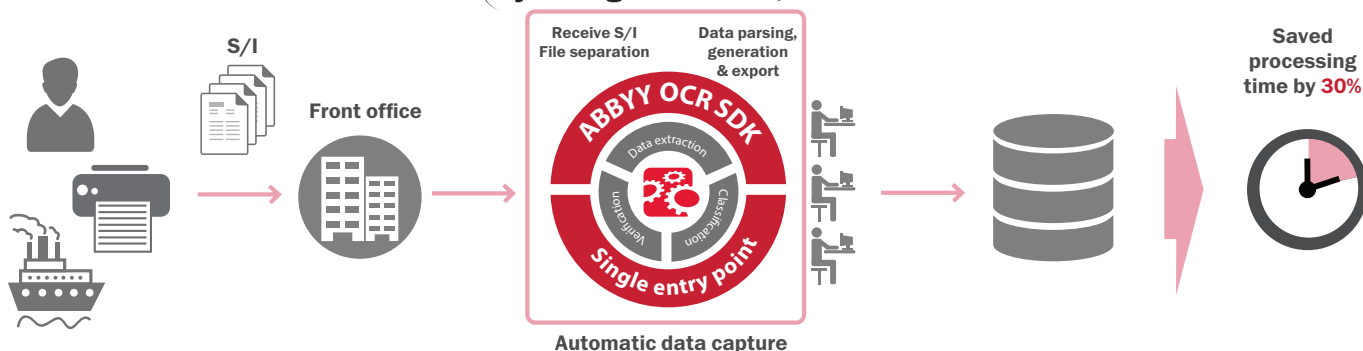 S/I
Front office
Receive S/I
File separation
Data parsing,
generation
& export
ABBYY OCR SDK
Data extraction
Verification
Classification
Single entry point
Automatic data capture
Saved
processing
time by 30%